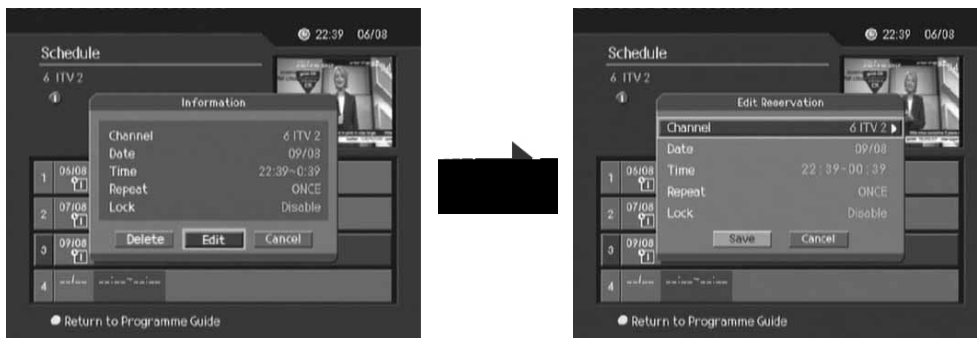 22:39 06/08
Schedule
6 ITV 2
Information
Channel 6 ITV 2
Date 09/08
Time 22:39~0:39
Repeat ONCE
Lock Disable
Delete Edit Cancel
1 06/08
2 07/08
3 09/08
4 --/-- --:--~--:--
Return to Programme Guide
22:39 06/08
Schedule
6 ITV 2
Edit Reservation
Channel 6 ITV 2
Date 09/08
Time 22:39-00:39
Repeat ONCE
Lock Disable
Save Cancel
1 06/08
2 07/08
3 09/08
4 --/-- --:--~--:--
Return to Programme Guide